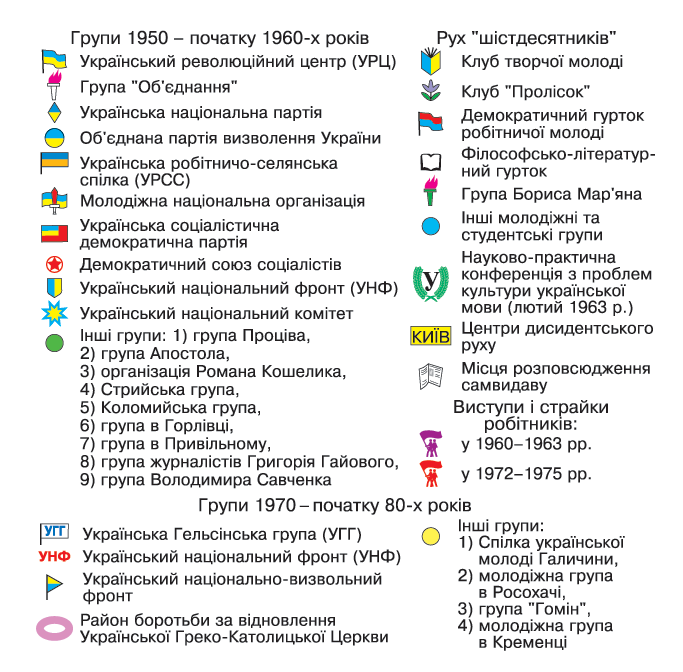 Групи 1950 – початку 1960-х років
Український революційний центр (УРЦ)
Група "Об'єднання"
Українська національна партія
Об'єднана партія визволення України
Українська робітничо-селянська
спілка (УРСС)
Молодіжна національна організація
Українська соціалістична
демократична партія
Демократичний союз соціалістів
Український національний фронт (УНФ)
Український національний комітет
Інші групи: 1) група Проціва,
2) група Апостола,
3) організація Романа Кошелика,
4) Стрийська група,
5) Коломийська група,
6) група в Горлівці,
7) група в Привільному,
8) група журналістів Григорія Гайового,
9) група Володимира Савченка
Рух "шістдесятників"
Клуб творчої молоді
Клуб "Пролісок"
Демократичний гурток
робітничої молоді
Філософсько-літератур-
ний гурток
Група Бориса Мар'яна
Інші молодіжні та
студентські групи
У
Науково-практична
конференція з проблем
культури української
мови (лютий 1963 р.)
КИЇВ
Центри дисидентського
руху
Місця розповсюдження
самвидаву
Виступи і страйки
робітників:
у 1960–1963 рр.
у 1972–1975 рр.
Групи 1970 – початку 80-х років
УГГ Українська Гельсінська група (УГГ)
УНФ Український національний фронт (УНФ)
Український національно-визвольний
фронт
Район боротьби за відновлення
Української Греко-Католицької Церкви
Інші групи:
1) Спілка української
молоді Галичини,
2) молодіжна група
в Росохачі,
3) група "Гомін",
4) молодіжна група
в Кременці